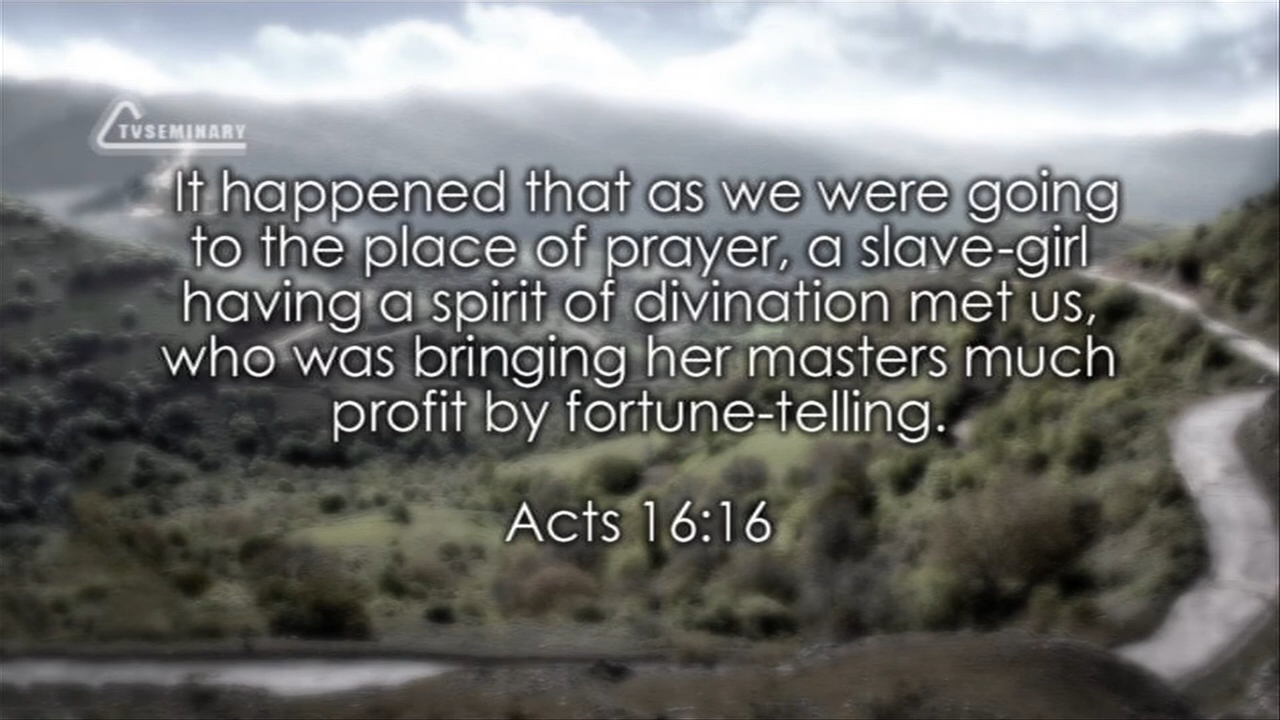 TVSEMINARY
It happened that as we were going
to the place of prayer, a slave-girl
having a spirit of divination met us,
who was bringing her masters much
profit by fortune-telling.
Acts 16:16